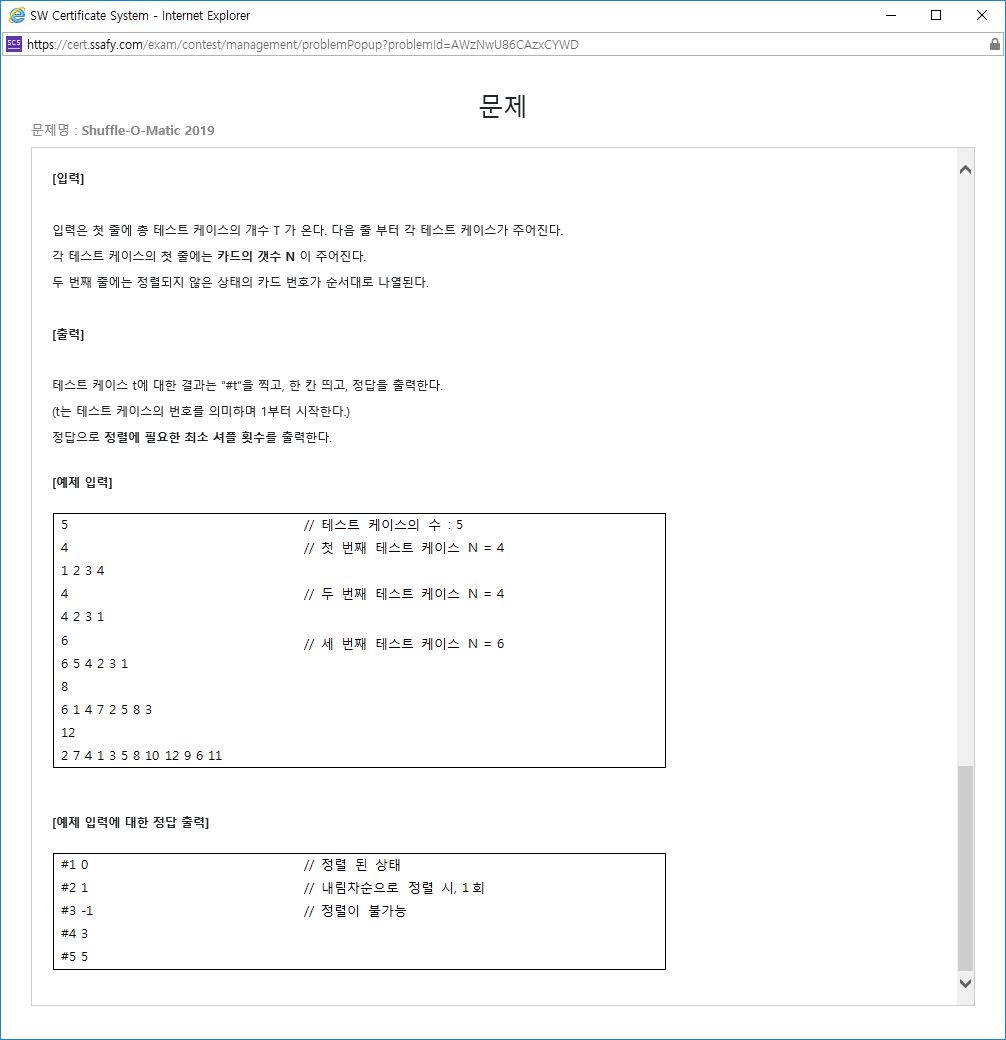 SW Certificate System - Internet Explorer
SCS https://cert.ssafy.com/exam/contest/management/problemPopup?problemId=AWzNwU86CAzxCYWD
문제
문제명 : Shuffle-O-Matic 2019
[입력]
입력은 첫 줄에 총 테스트 케이스의 개수 T 가 온다. 다음 줄 부터 각 테스트 케이스가 주어진다.
각 테스트 케이스의 첫 줄에는 카드의 갯수 N 이 주어진다.
두 번째 줄에는 정렬되지 않은 상태의 카드 번호가 순서대로 나열된다.
[출력]
테스트 케이스 t에 대한 결과는 "#t"을 찍고, 한 칸 띄고, 정답을 출력한다.
(t는 테스트 케이스의 번호를 의미하며 1부터 시작한다.)
정답으로 정렬에 필요한 최소 셔플 횟수를 출력한다.
[예제 입력]
5 // 테스트 케이스의 수 : 5
4 // 첫 번째 테스트 케이스 N = 4
1 2 3 4
4 // 두 번째 테스트 케이스 N = 4
4 2 3 1
6 // 세 번째 테스트 케이스 N = 6
6 5 4 2 3 1
8
6 1 4 7 2 5 8 3
12
2 7 4 1 3 5 8 10 12 9 6 11
[예제 입력에 대한 정답 출력]
#1 0 // 정렬 된 상태
#2 1 // 내림차순으로 정렬 시, 1회
#3 -1 // 정렬이 불가능
#4 3
#5 5